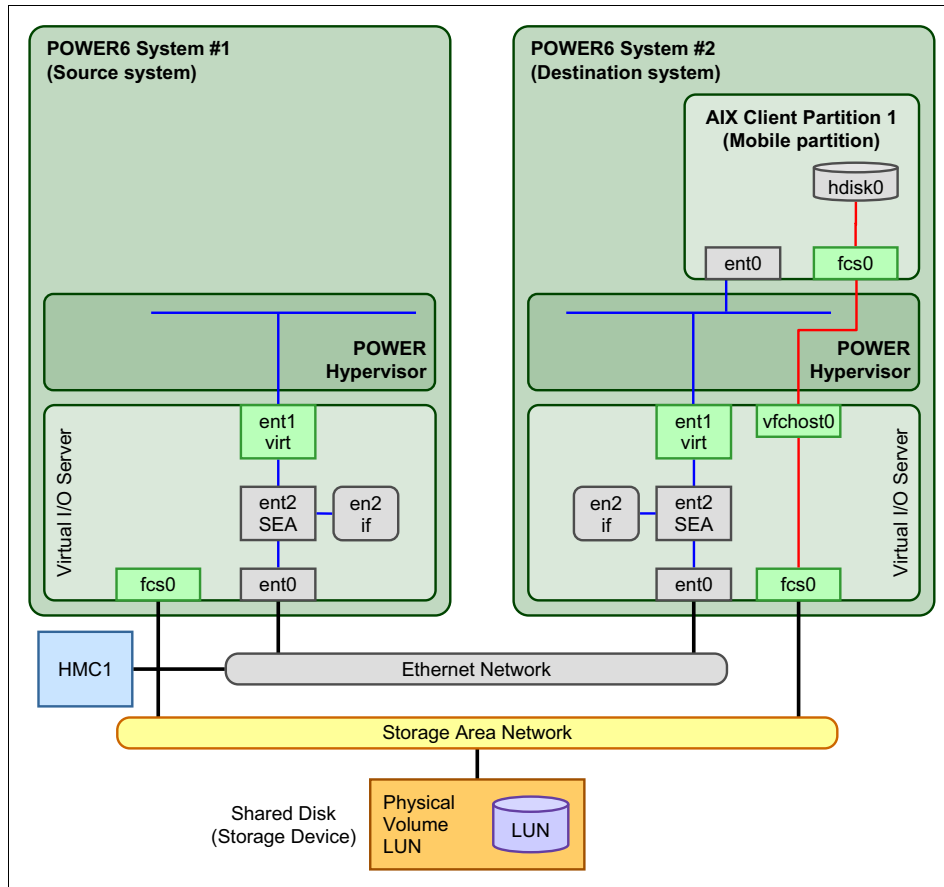 POWER6 System #1
(Source system)
POWER
Hypervisor
Virtual I/O Server
ent1
virt
ent2
SEA
en2
if
fcs0
ent0
POWER6 System #2
(Destination system)
AIX Client Partition 1
(Mobile partition)
hdisk0
ent0
fcs0
POWER
Hypervisor
ent1
virt
vfchost0
en2
if
ent2
SEA
ent0
fcs0
Virtual I/O Server
HMC1
Ethernet Network
Storage Area Network
Shared Disk
(Storage Device)
Physical
Volume
LUN
LUN